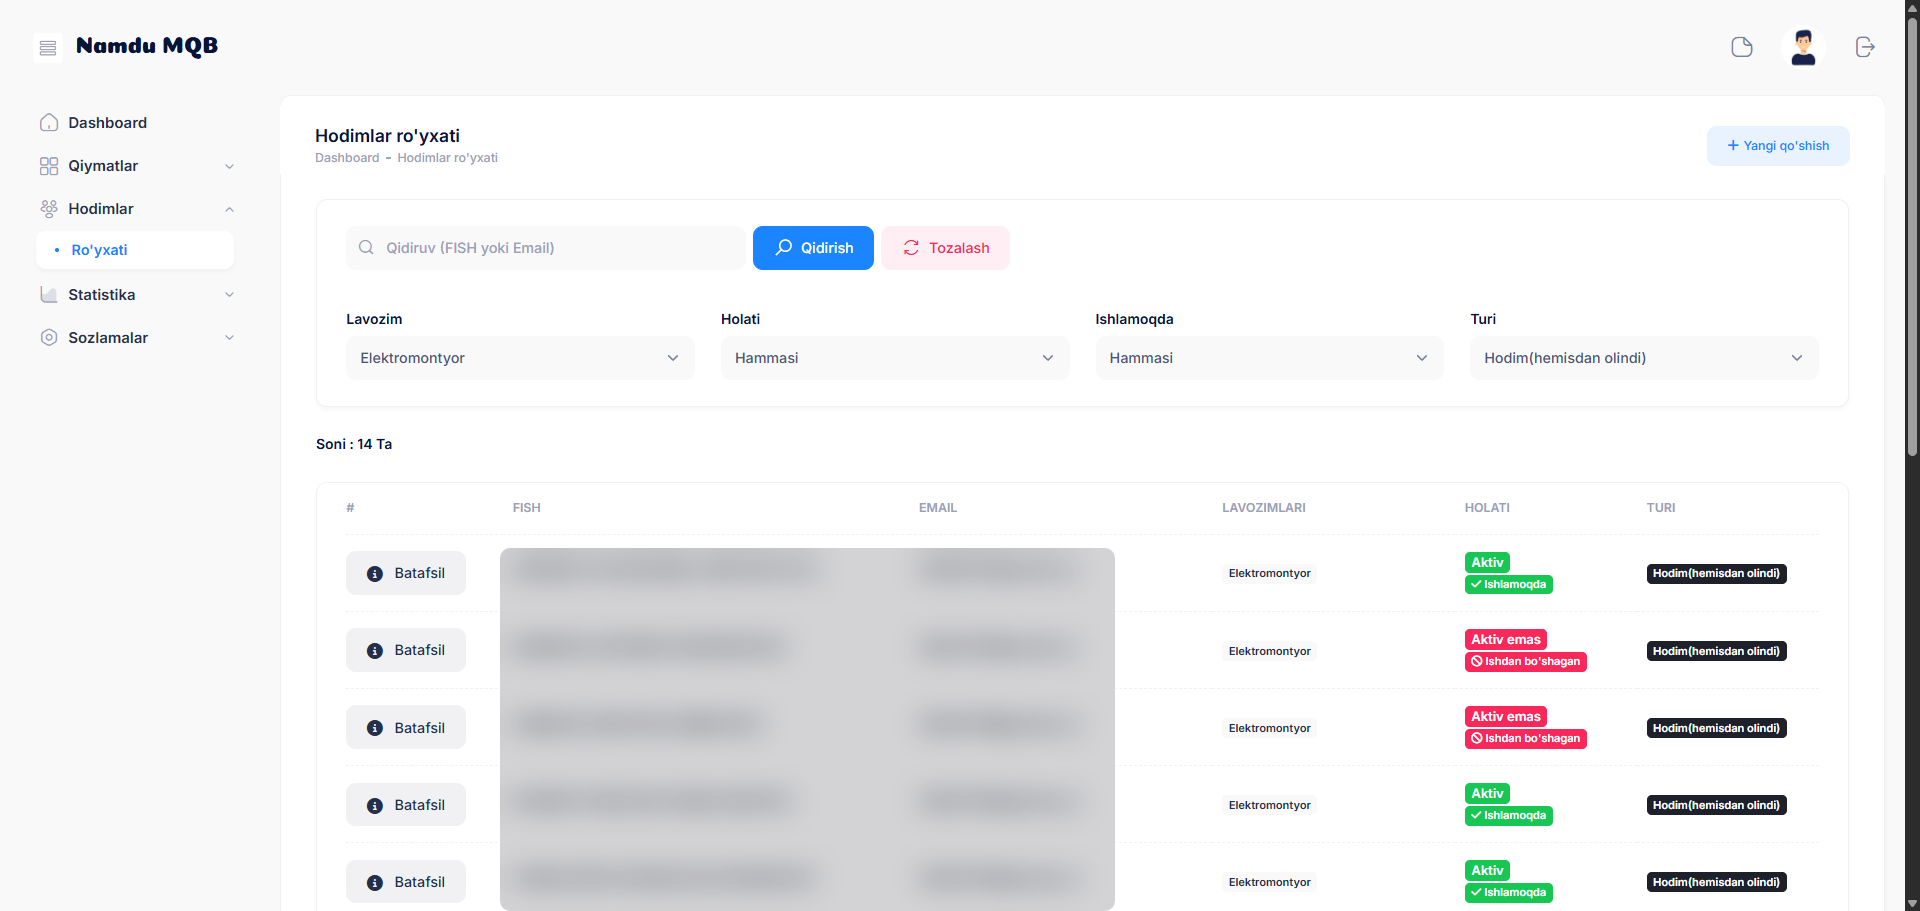 Namdu MQB
Dashboard
Qiymatlar
Hodimlar
Ro'yxati
Statistika
Sozlamalar
Hodimlar ro'yxati
Dashboard - Hodimlar ro'yxati
+ Yangi qo'shish
Qidiruv (FISH yoki Email)
Qidirish
Tozalash
Lavozim
Holati
Ishlamoqda
Turi
Elektromontyor
Hammasi
Hammasi
Hodim(hemisdan olindi)
Soni : 14 Ta
# FISH EMAIL LAVOZIMLARI HOLATI TURI
Batafsil
Elektromontyor
Aktiv
Ishlamoqda
Hodim(hemisdan olindi)
Batafsil
Elektromontyor
Aktiv emas
Ishdan bo'shagan
Hodim(hemisdan olindi)
Batafsil
Elektromontyor
Aktiv emas
Ishdan bo'shagan
Hodim(hemisdan olindi)
Batafsil
Elektromontyor
Aktiv
Ishlamoqda
Hodim(hemisdan olindi)
Batafsil
Elektromontyor
Aktiv
Ishlamoqda
Hodim(hemisdan olindi)